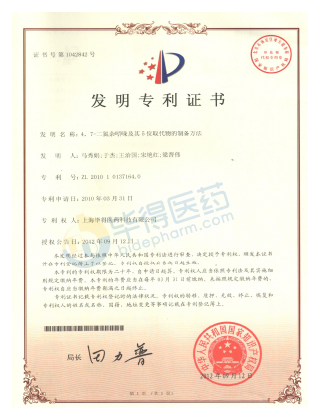 证书号第1042842号
发明专利证书
发明名称：4，7-二氮杂吲哚及其5位取代物的制备方法
发明人：马秀娟;于杰;王治国;宋艳红;梁普伟
专利号：ZL 2010 1 0137164.0
专利申请日：2010年03月31日
专利权人：上海毕得医药科技有限公司
授权公告日：2012年09月12日
本发明经过本局依照中华人民共和国专利法进行审查，决定授予专利权，颁发本证书
并在专利登记簿上予以登记。专利权自授权公告之日起生效。
本专利的专利权期限为二十年，自申请日起算。专利权人应当依照专利法及其实施细
则规定缴纳年费。本专利的年费应当在每年03月31日前缴纳。未按照规定缴纳年费的，
专利权自应当缴纳年费期满之日起终止。
专利证书记载专利权登记时的法律状况。专利权的转移、质押、无效、终止、恢复和
专利权人的姓名或名称、国籍、地址变更等事项记载在专利登记簿上。
毕得医药
局长 田力普
中华人民共和国国家知识产权局
2012年09月12日
第1页（共1页）